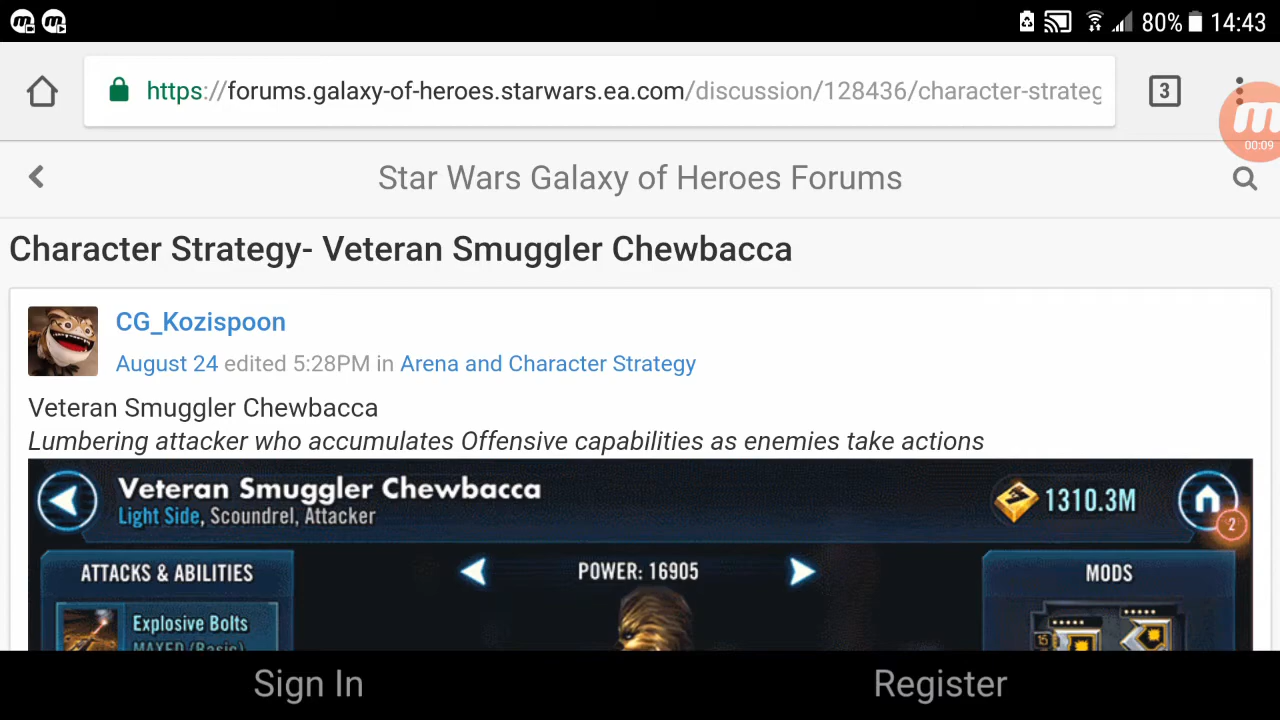 80% 14:43
https://forums.galaxy-of-heroes.starwars.ea.com/discussion/128436/character-strateg
3
00:09
Star Wars Galaxy of Heroes Forums
Character Strategy- Veteran Smuggler Chewbacca
CG_Kozispoon
August 24 edited 5:28PM in Arena and Character Strategy
Veteran Smuggler Chewbacca
Lumbering attacker who accumulates Offensive capabilities as enemies take actions
Veteran Smuggler Chewbacca
1310.3M
Light Side, Scoundrel, Attacker
2
ATTACKS & ABILITIES
POWER: 16905
MODS
Explosive Bolts
MAXED (Basic)
15
Sign In
Register